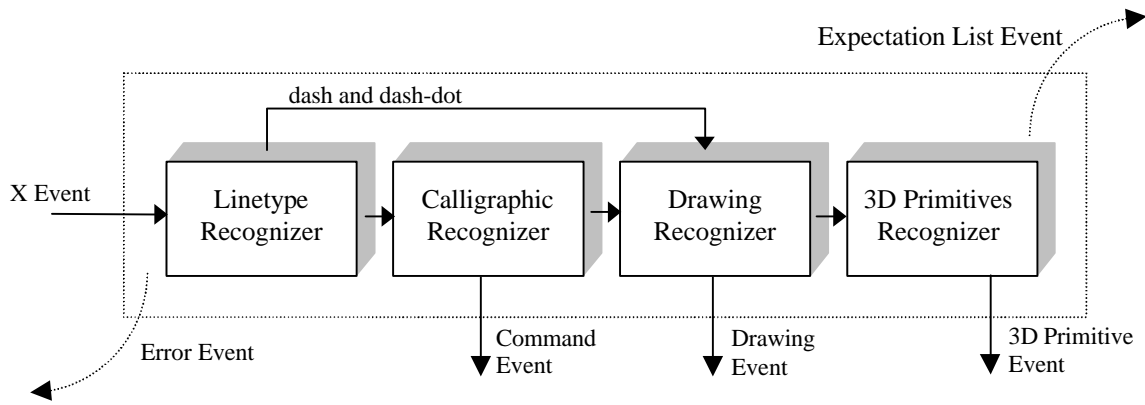 Expectation List Event
dash and dash-dot
X Event
Linetype
Recognizer
Calligraphic
Recognizer
Drawing
Recognizer
3D Primitives
Recognizer
Error Event
Command
Event
Drawing
Event
3D Primitive
Event